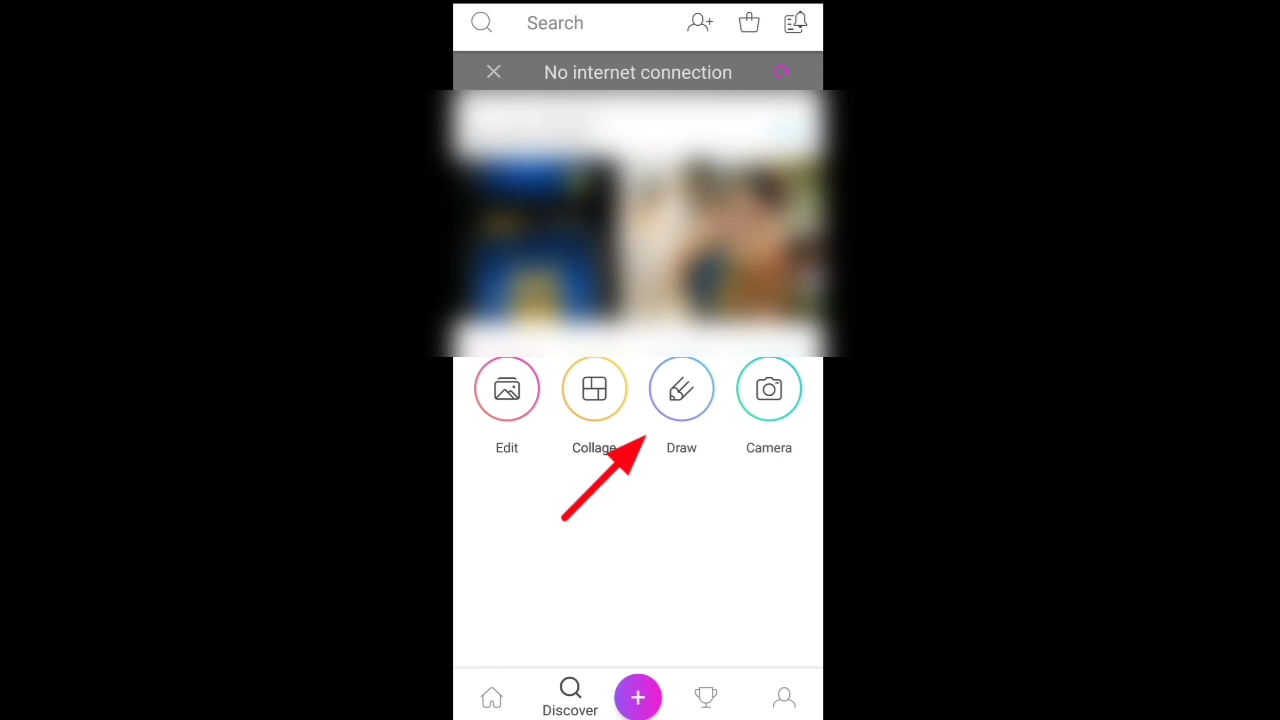 Search
No internet connection
Edit
Collage
Draw
Camera
Discover